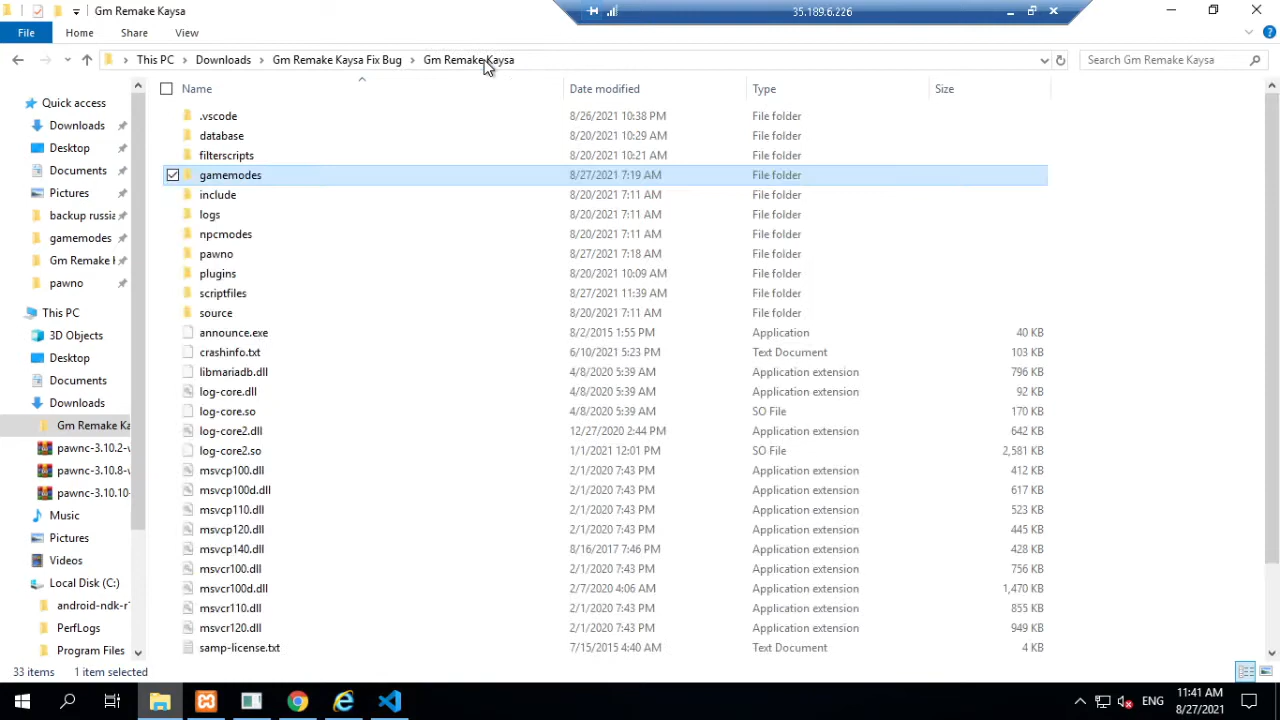 Gm Remake Kaysa
35.189.6.226
File Home Share View
This PC Downloads Gm Remake Kaysa Fix Bug Gm Remake Kaysa
Search Gm Remake Kaysa
Quick access
Downloads
Desktop
Documents
Pictures
backup russia
gamemodes
Gm Remake
pawno
This PC
3D Objects
Desktop
Documents
Downloads
Gm Remake Ka
pawnc-3.10.2-
pawnc-3.10.8-
pawnc-3.10.10-
Music
Pictures
Videos
Local Disk (C:)
android-ndk-r
PerfLogs
Program Files
Name Date modified Type Size
.vscode 8/26/2021 10:38 PM File folder
database 8/20/2021 10:29 AM File folder
filterscripts 8/20/2021 10:21 AM File folder
gamemodes 8/27/2021 7:19 AM File folder
include 8/20/2021 7:11 AM File folder
logs 8/20/2021 7:11 AM File folder
npcmodes 8/20/2021 7:11 AM File folder
pawno 8/27/2021 7:18 AM File folder
plugins 8/20/2021 10:09 AM File folder
scriptfiles 8/27/2021 11:39 AM File folder
source 8/20/2021 7:11 AM File folder
announce.exe 8/2/2015 1:55 PM Application 40 KB
crashinfo.txt 6/10/2021 5:23 PM Text Document 103 KB
libmariadb.dll 4/8/2020 5:39 AM Application extension 796 KB
log-core.dll 4/8/2020 5:39 AM Application extension 92 KB
log-core.so 4/8/2020 5:39 AM SO File 170 KB
log-core2.dll 12/27/2020 2:44 PM Application extension 642 KB
log-core2.so 1/1/2021 12:01 PM SO File 2,581 KB
msvcp100.dll 2/1/2020 7:43 PM Application extension 412 KB
msvcp100d.dll 2/1/2020 7:43 PM Application extension 617 KB
msvcp110.dll 2/1/2020 7:43 PM Application extension 523 KB
msvcp120.dll 2/1/2020 7:43 PM Application extension 445 KB
msvcp140.dll 8/16/2017 7:46 PM Application extension 428 KB
msvcr100.dll 2/1/2020 7:43 PM Application extension 756 KB
msvcr100d.dll 2/7/2020 4:06 AM Application extension 1,470 KB
msvcr110.dll 2/1/2020 7:43 PM Application extension 855 KB
msvcr120.dll 2/1/2020 7:43 PM Application extension 949 KB
samp-license.txt 7/15/2015 4:40 AM Text Document 4 KB
33 items 1 item selected
ENG
11:41 AM
8/27/2021